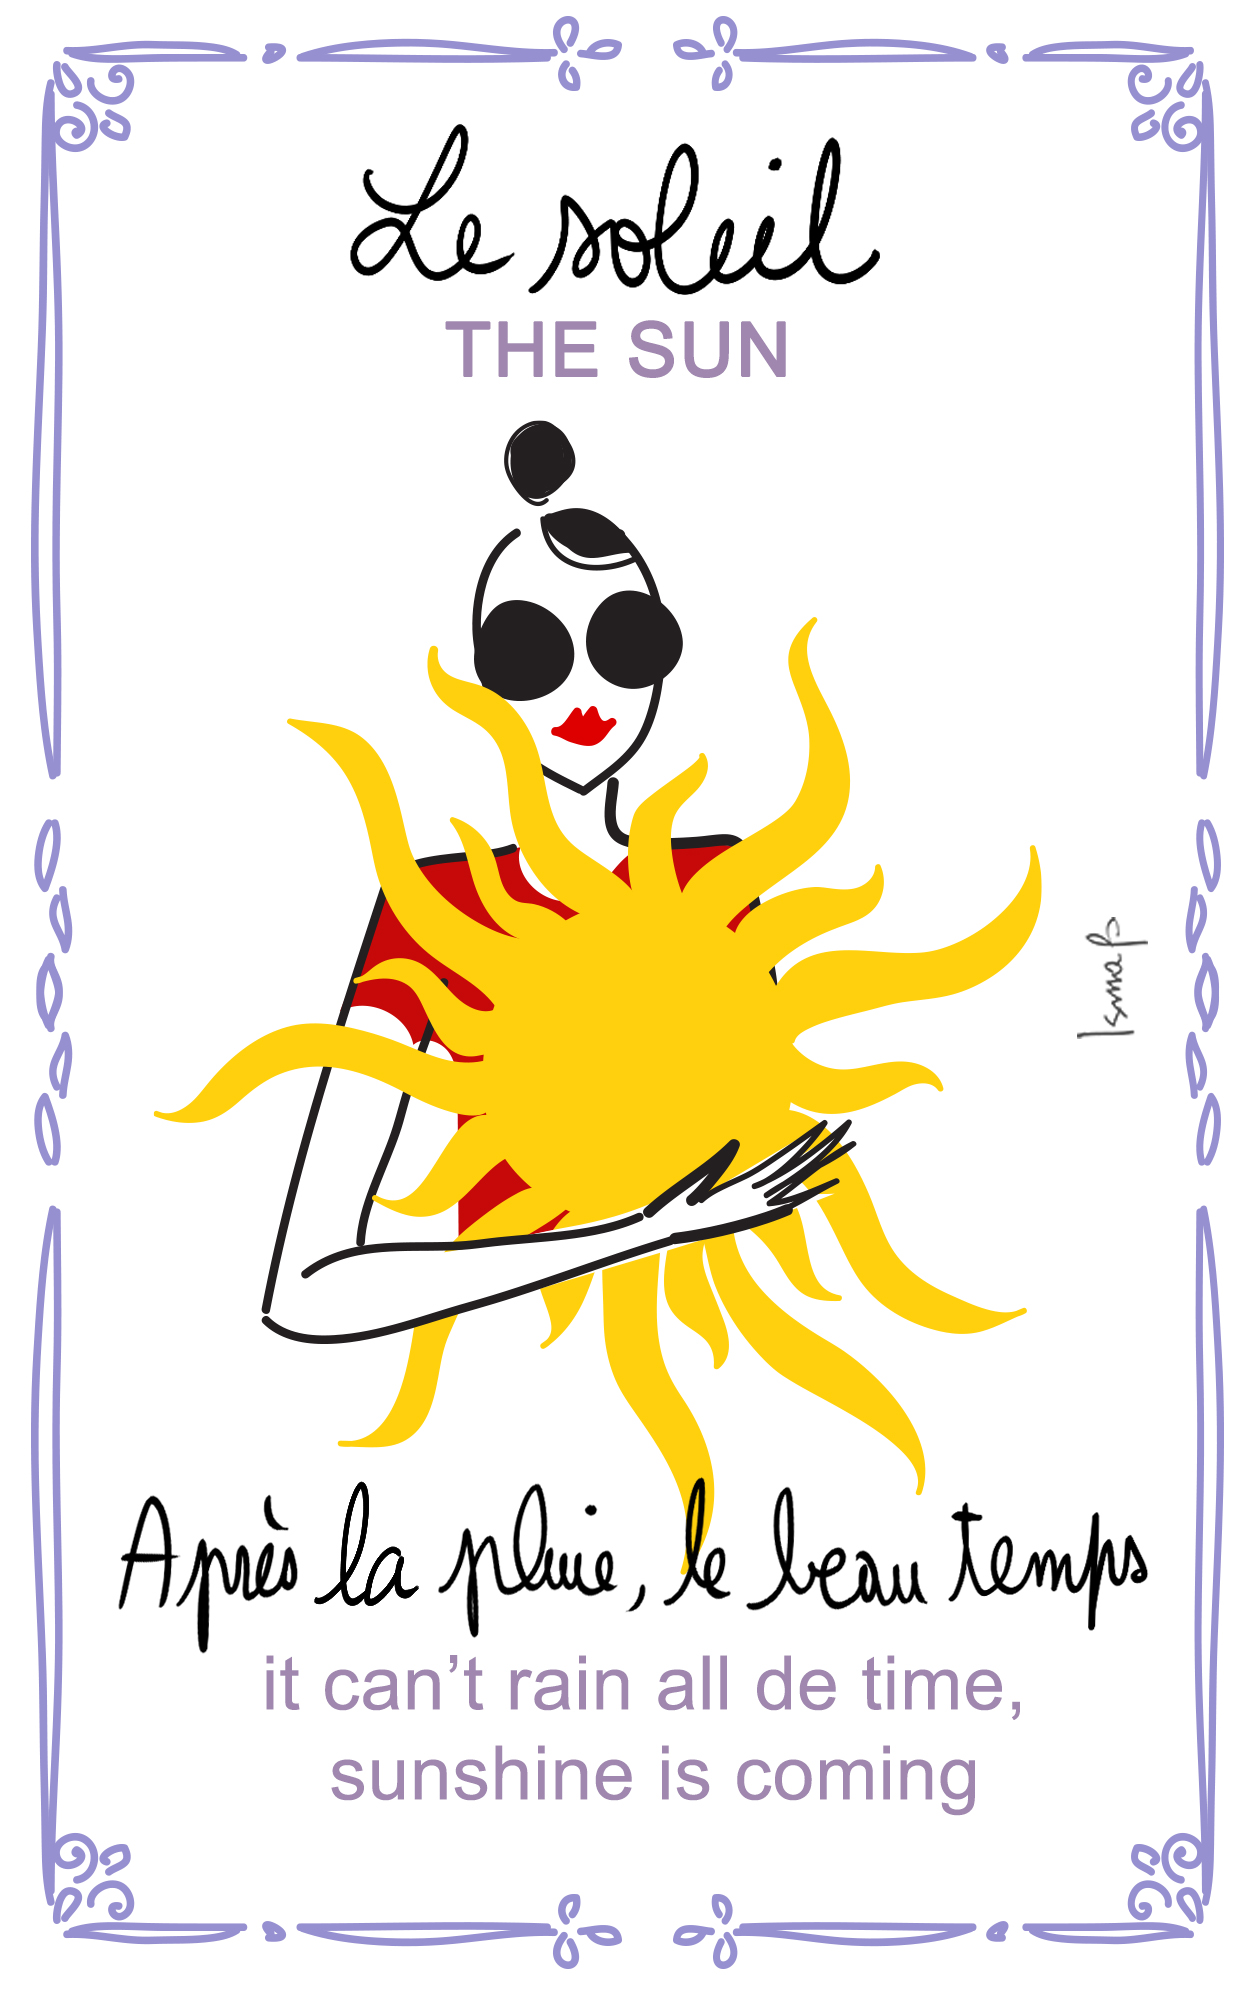 Le soleil
THE SUN
IsmaB
Après la pluie, le beau temps
it can’t rain all de time,
sunshine is coming